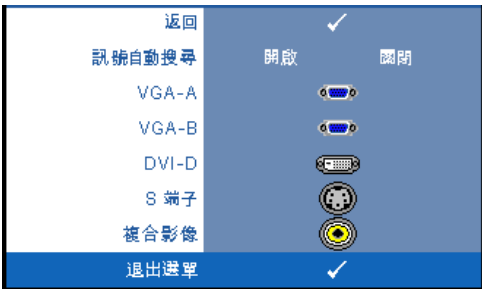 返回
訊號自動搜尋 開啟 關閉
VGA-A
VGA-B
DVI-D
S 端子
複合影像
退出選單